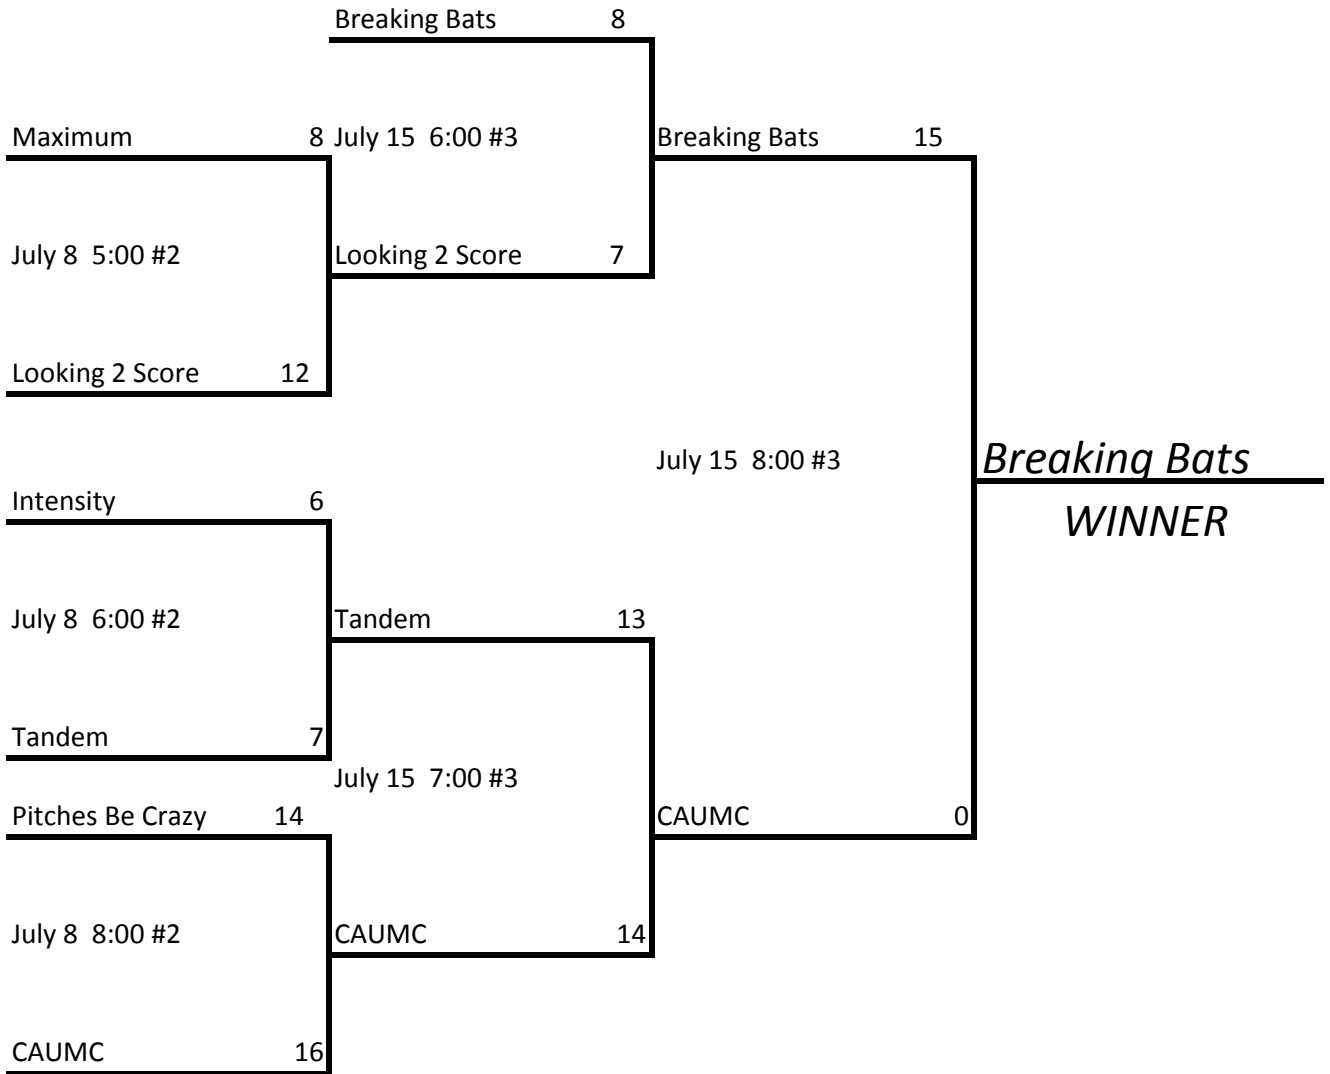 Breaking Bats 8
Maximum 8 July 15 6:00 #3 Breaking Bats 15
July 8 5:00 #2 Looking 2 Score 7
Looking 2 Score 12
July 15 8:00 #3 Breaking Bats
Intensity 6
WINNER
July 8 6:00 #2 Tandem 13
Tandem 7
July 15 7:00 #3
Pitches Be Crazy 14 CAUMC 0
July 8 8:00 #2 CAUMC 14
CAUMC 16